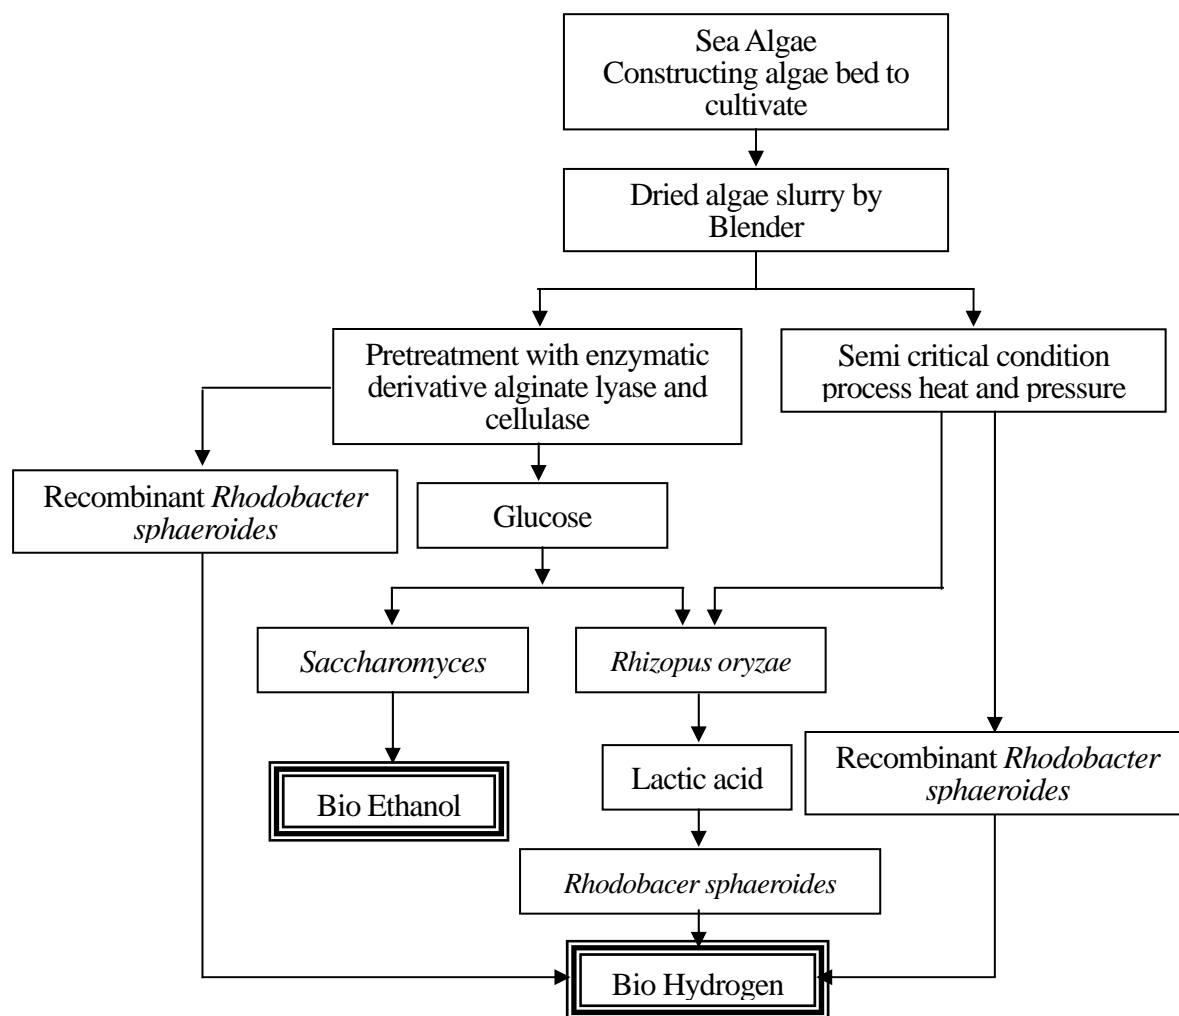 Sea Algae
Constructing algae bed to
cultivate
Dried algae slurry by
Blender
Pretreatment with enzymatic
derivative alginate lyase and
cellulase
Semi critical condition
process heat and pressure
Recombinant Rhodobacter
sphaeroides
Glucose
Saccharomyces
Rhizopus oryzae
Bio Ethanol
Lactic acid
Recombinant Rhodobacter
sphaeroides
Rhodobacer sphaeroides
Bio Hydrogen